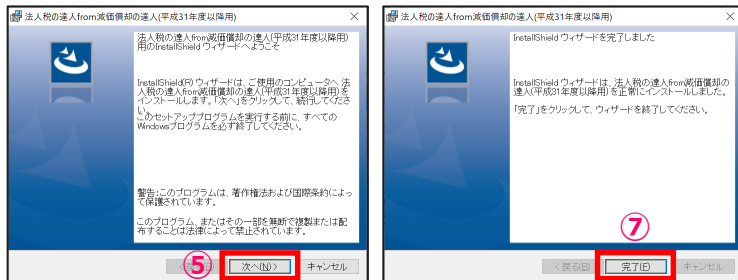 法人税の達人from減価償却の達人(平成31年度以降用)
法人税の達人from減価償却の達人(平成31年度以降用)
用のInstallShield ウィザードへようこそ
InstallShield(R) ウィザードは、ご使用のコンピュータへ 法
人税の達人from減価償却の達人(平成31年度以降用)を
インストールします。「次へ」をクリックして、続行してくださ
い。
このセットアッププログラムを実行する前に、すべての
Windowsプログラムを必ず終了してください。
警告:このプログラムは、著作権法および国際条約によっ
て保護されています。
このプログラム、またはその一部を無断で複製または配
布することは法律によって禁止されています。
⑤ 次へ(N)> キャンセル
法人税の達人from減価償却の達人(平成31年度以降用)
InstallShield ウィザードを完了しました
InstallShield ウィザードは、法人税の達人from減価償却の
達人(平成31年度以降用)を正常にインストールしました。
「完了」をクリックして、ウィザードを終了してください。
⑦
<戻る(B) 完了(F) キャンセル